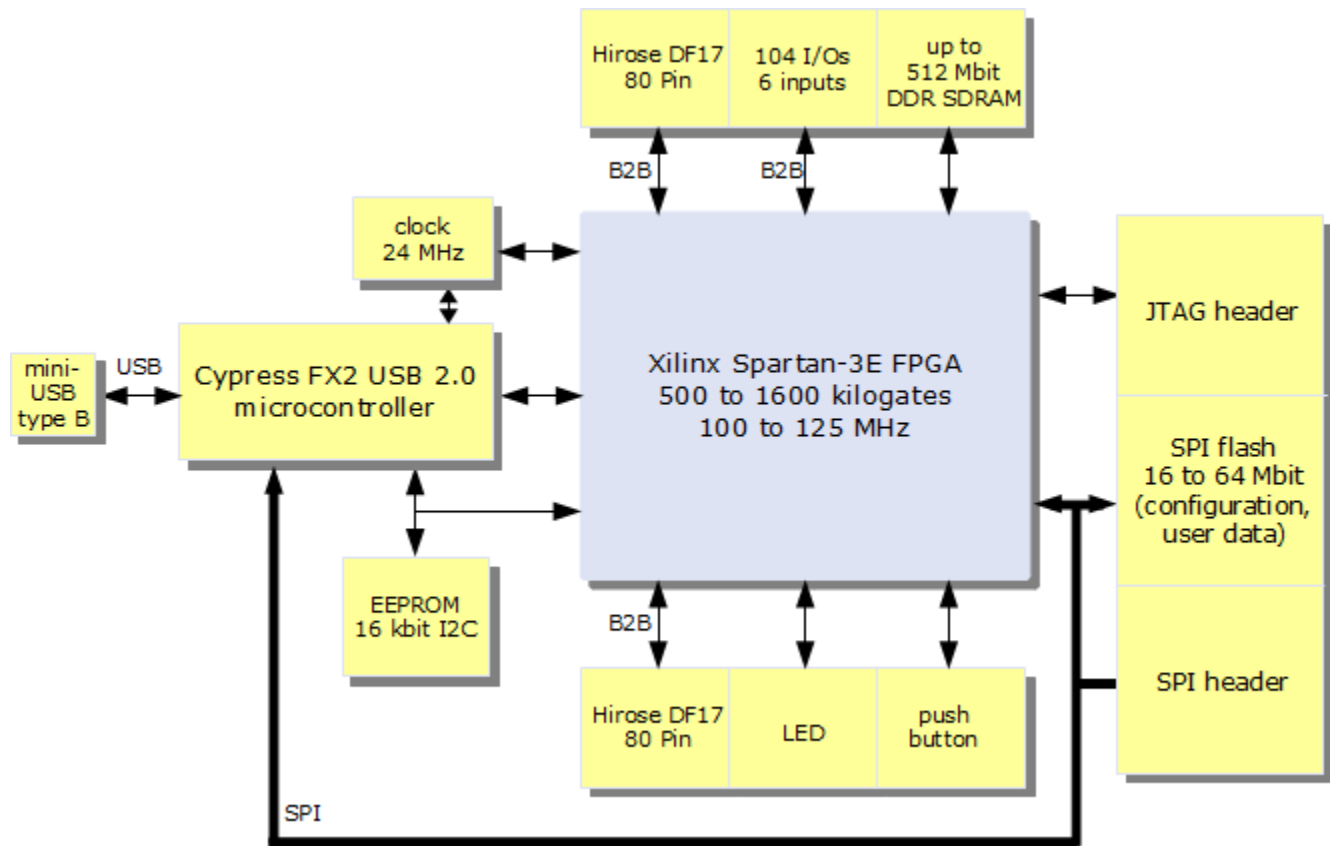 Hirose DF17
80 Pin
104 I/Os
6 inputs
up to
512 Mbit
DDR SDRAM
B2B
B2B
clock
24 MHz
mini-
USB
type B
USB
Cypress FX2 USB 2.0
microcontroller
Xilinx Spartan-3E FPGA
500 to 1600 kilogates
100 to 125 MHz
JTAG header
SPI flash
16 to 64 Mbit
(configuration,
user data)
SPI header
EEPROM
16 kbit I2C
B2B
Hirose DF17
80 Pin
LED
push
button
SPI